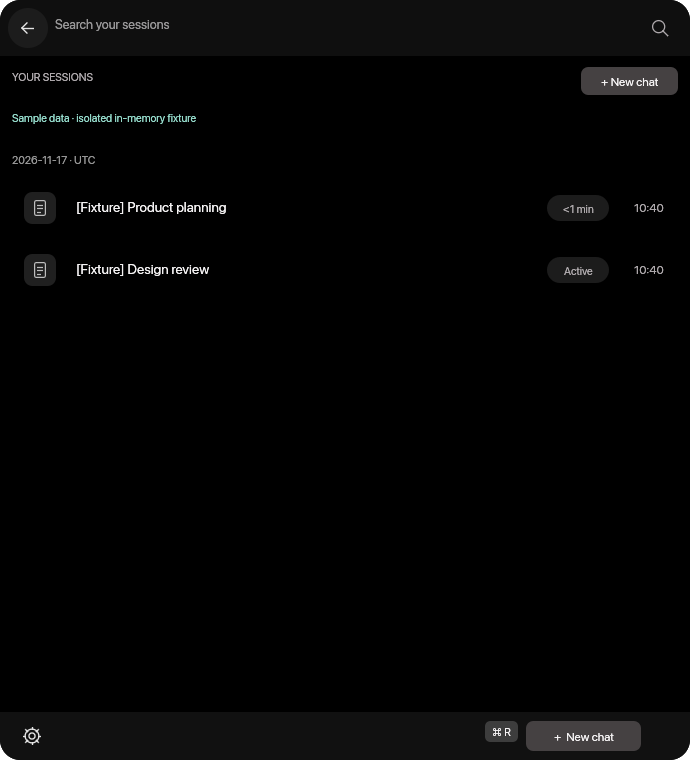 Search your sessions
YOUR SESSIONS
+ New chat
Sample data · isolated in-memory fixture
2026-11-17 · UTC
[Fixture] Product planning
<1 min
10:40
[Fixture] Design review
Active
10:40
⌘ R
+ New chat